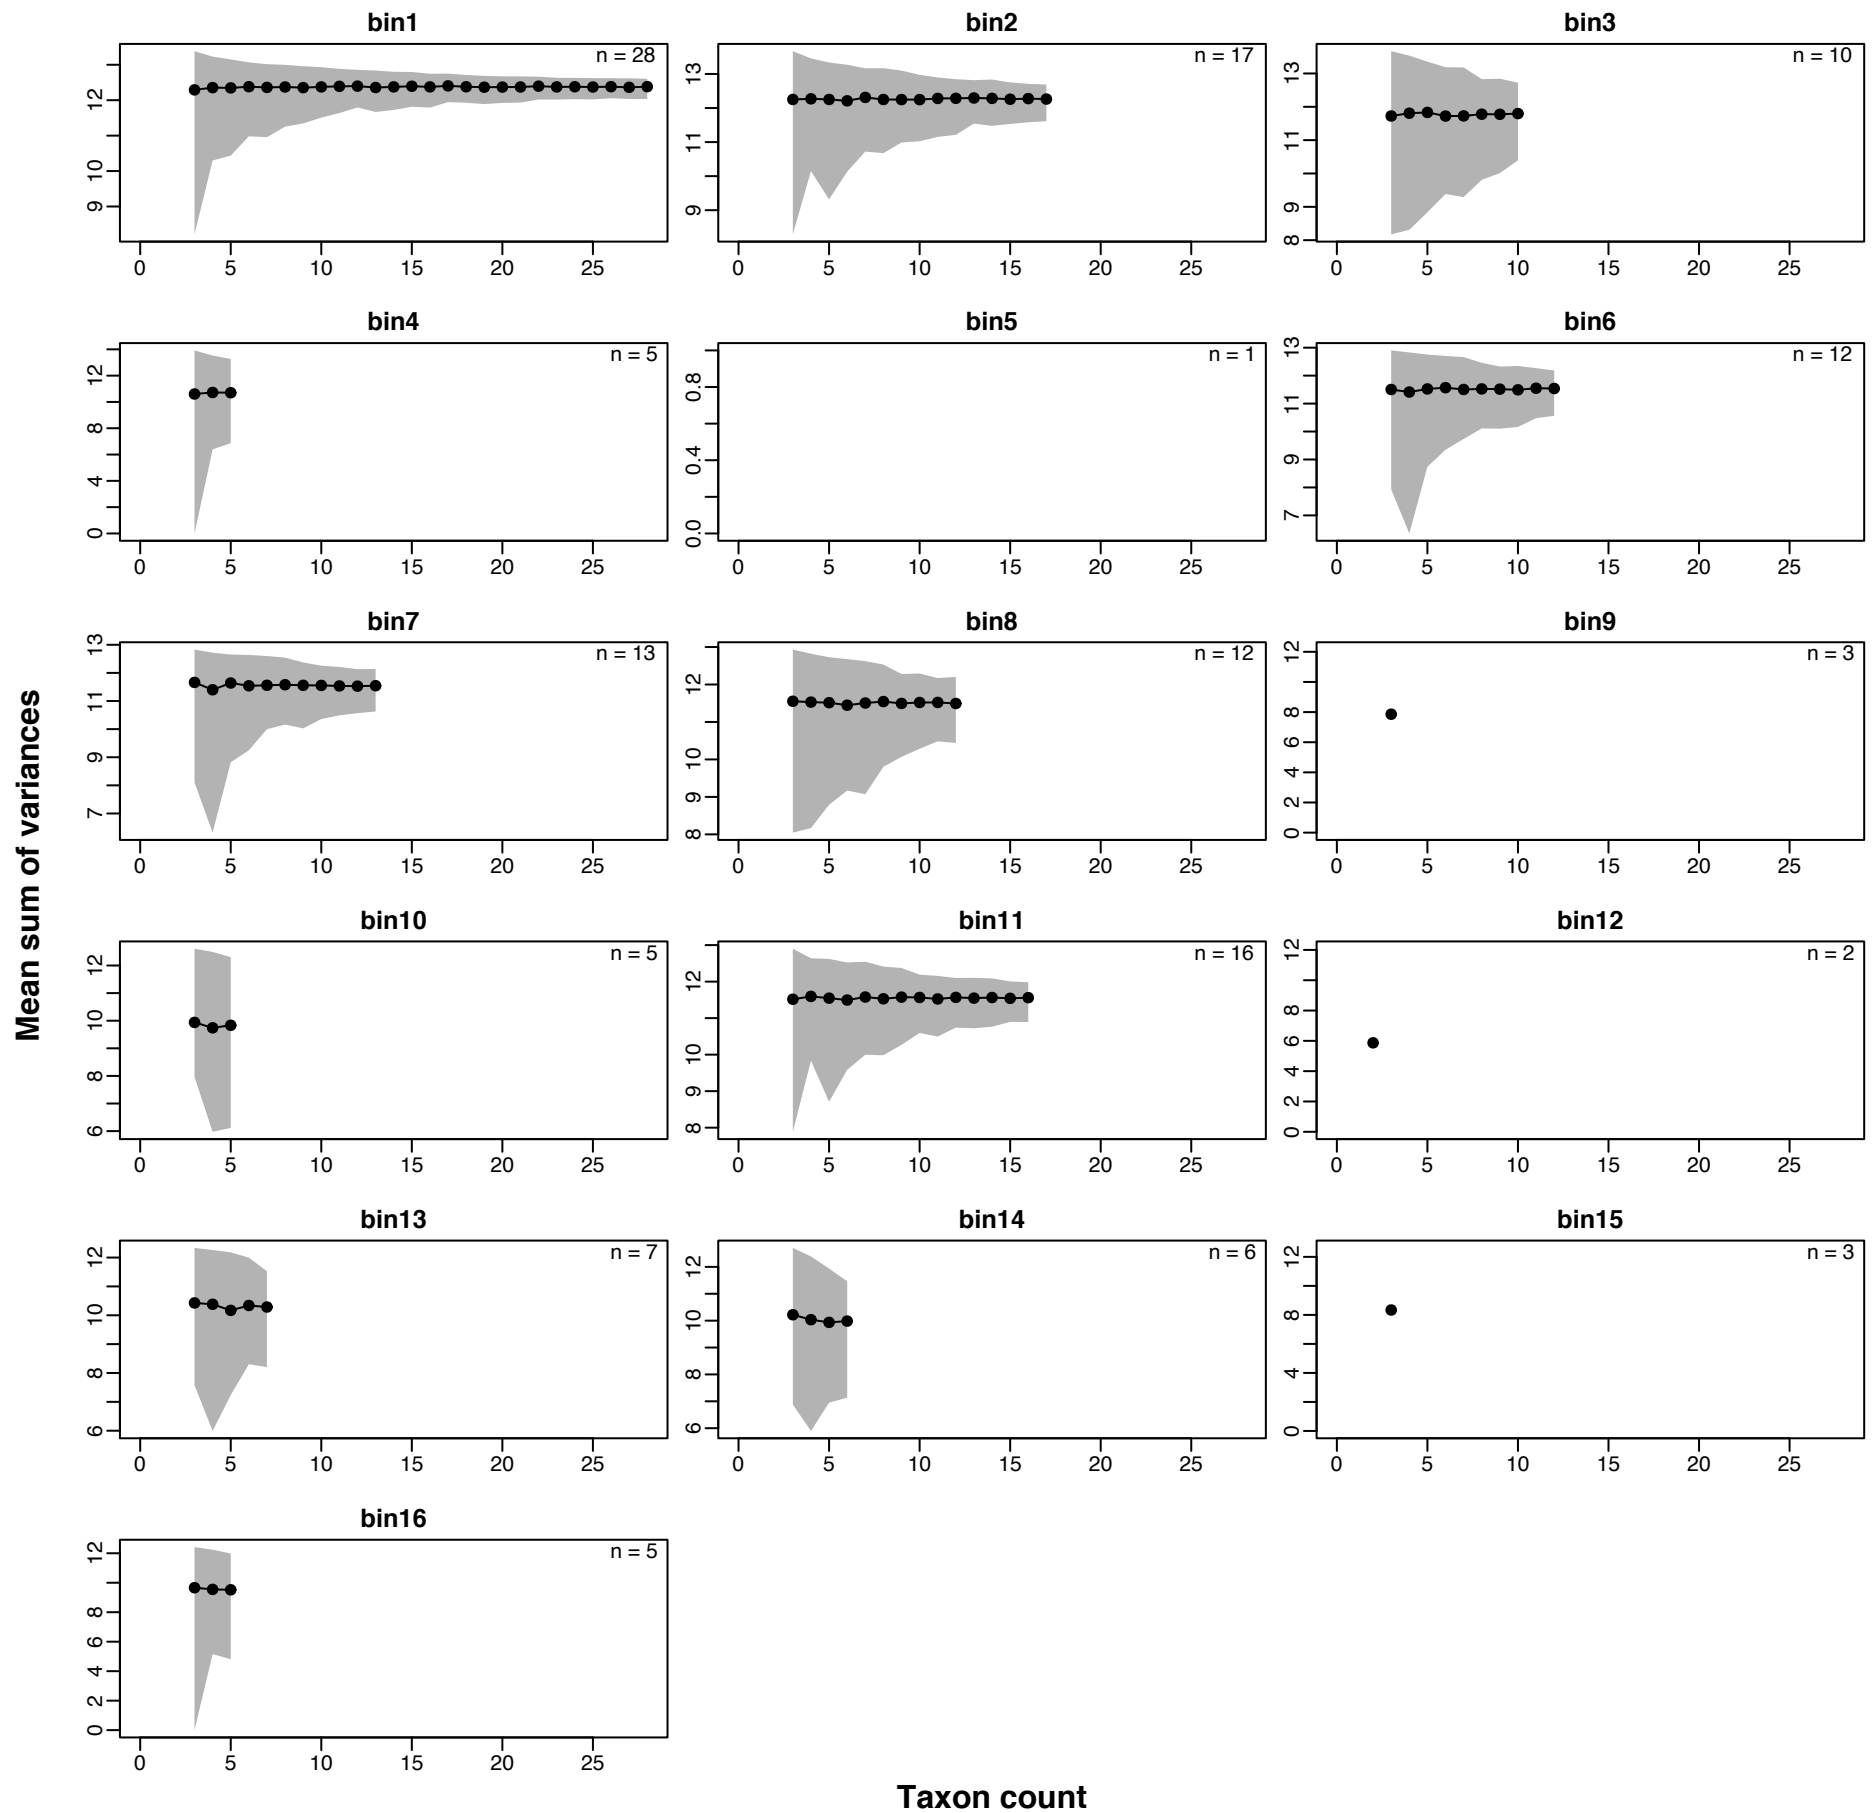 bin1
n = 28
9 10 12
0 5 10 15 20 25
bin2
n = 17
9 11 13
0 5 10 15 20 25
bin3
n = 10
8 9 11 13
0 5 10 15 20 25
bin4
n = 5
0 4 8 12
0 5 10 15 20 25
bin5
n = 1
0.0 0.4 0.8
0 5 10 15 20 25
bin6
n = 12
7 9 11 13
0 5 10 15 20 25
bin7
n = 13
7 9 11 13
0 5 10 15 20 25
bin8
n = 12
8 9 10 12
0 5 10 15 20 25
bin9
n = 3
0 2 4 6 8 12
0 5 10 15 20 25
bin10
n = 5
6 8 10 12
0 5 10 15 20 25
bin11
n = 16
8 9 10 12
0 5 10 15 20 25
bin12
n = 2
0 2 4 6 8 12
0 5 10 15 20 25
bin13
n = 7
6 8 10 12
0 5 10 15 20 25
bin14
n = 6
6 8 10 12
0 5 10 15 20 25
bin15
n = 3
0 4 8 12
0 5 10 15 20 25
bin16
n = 5
0 2 4 6 8 12
0 5 10 15 20 25
Mean sum of variances
Taxon count